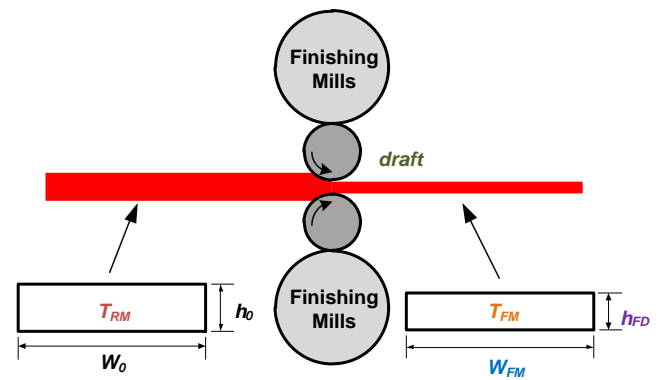 Finishing
Mills
draft
T_RM
h_0
T_FM
h_FD
Finishing
Mills
W_0
W_FM